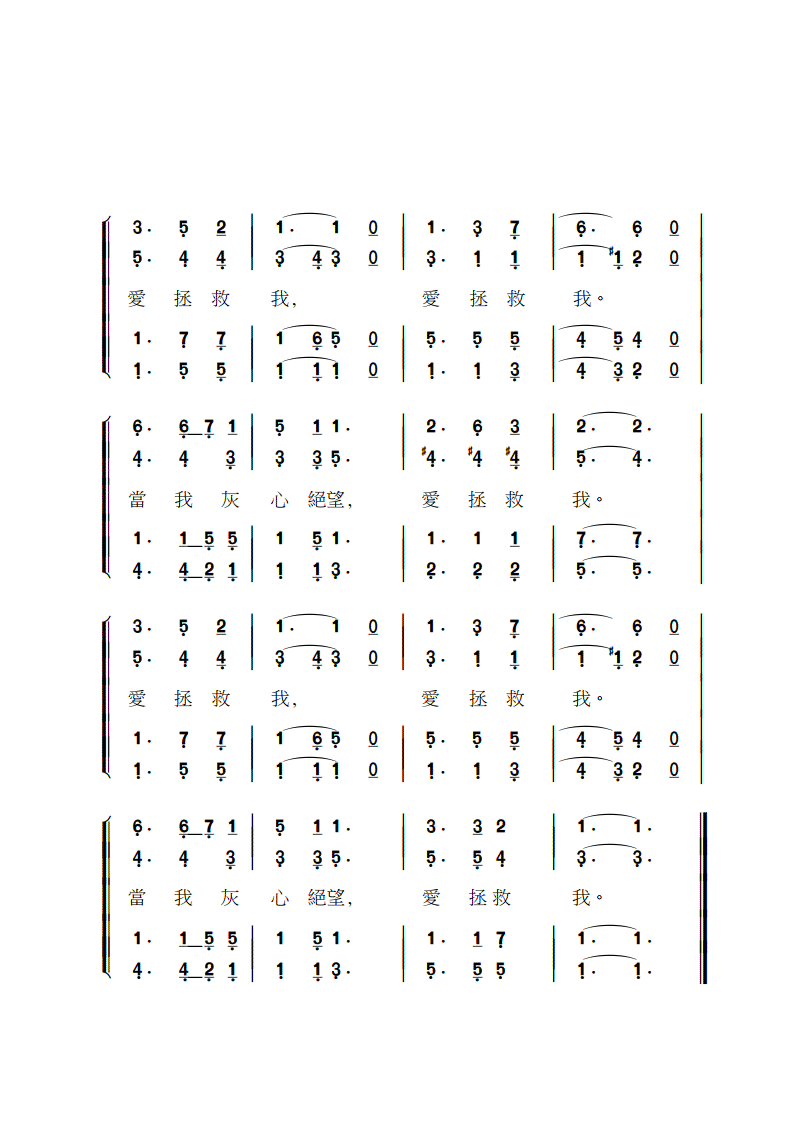 3. 5 2 | 1. 1 0 | 1. 3 7 | 6. 6 0 |
5. 4 4 | 3 4 3 0 | 3. 1 1 | 1 ♯1 2 0 |
愛 拯 救 我, 愛 拯 救 我。
1. 7 7 | 1 6 5 0 | 5. 5 5 | 4 5 4 0 |
1. 5 5 | 1 1 1 0 | 1. 1 3 | 4 3 2 0 |
6. 6 7 1 | 5 1 1. | 2. 6 3 | 2. 2. |
4. 4 3 | 3 3 5. | ♯4. ♯4 ♯4 | 5. 4. |
當 我 灰 心 絕望, 愛 拯 救 我。
1. 1 5 5 | 1 5 1. | 1. 1 1 | 7. 7. |
4. 4 2 1 | 1 1 3. | 2. 2 2 | 5. 5. |
3. 5 2 | 1. 1 0 | 1. 3 7 | 6. 6 0 |
5. 4 4 | 3 4 3 0 | 3. 1 1 | 1 ♯1 2 0 |
愛 拯 救 我, 愛 拯 救 我。
1. 7 7 | 1 6 5 0 | 5. 5 5 | 4 5 4 0 |
1. 5 5 | 1 1 1 0 | 1. 1 3 | 4 3 2 0 |
6. 6 7 1 | 5 1 1. | 3. 3 2 | 1. 1. |
4. 4 3 | 3 3 5. | 5. 5 4 | 3. 3. |
當 我 灰 心 絕望, 愛 拯 救 我。
1. 1 5 5 | 1 5 1. | 1. 1 7 | 1. 1. |
4. 4 2 1 | 1 1 3. | 5. 5 5 | 1. 1. |